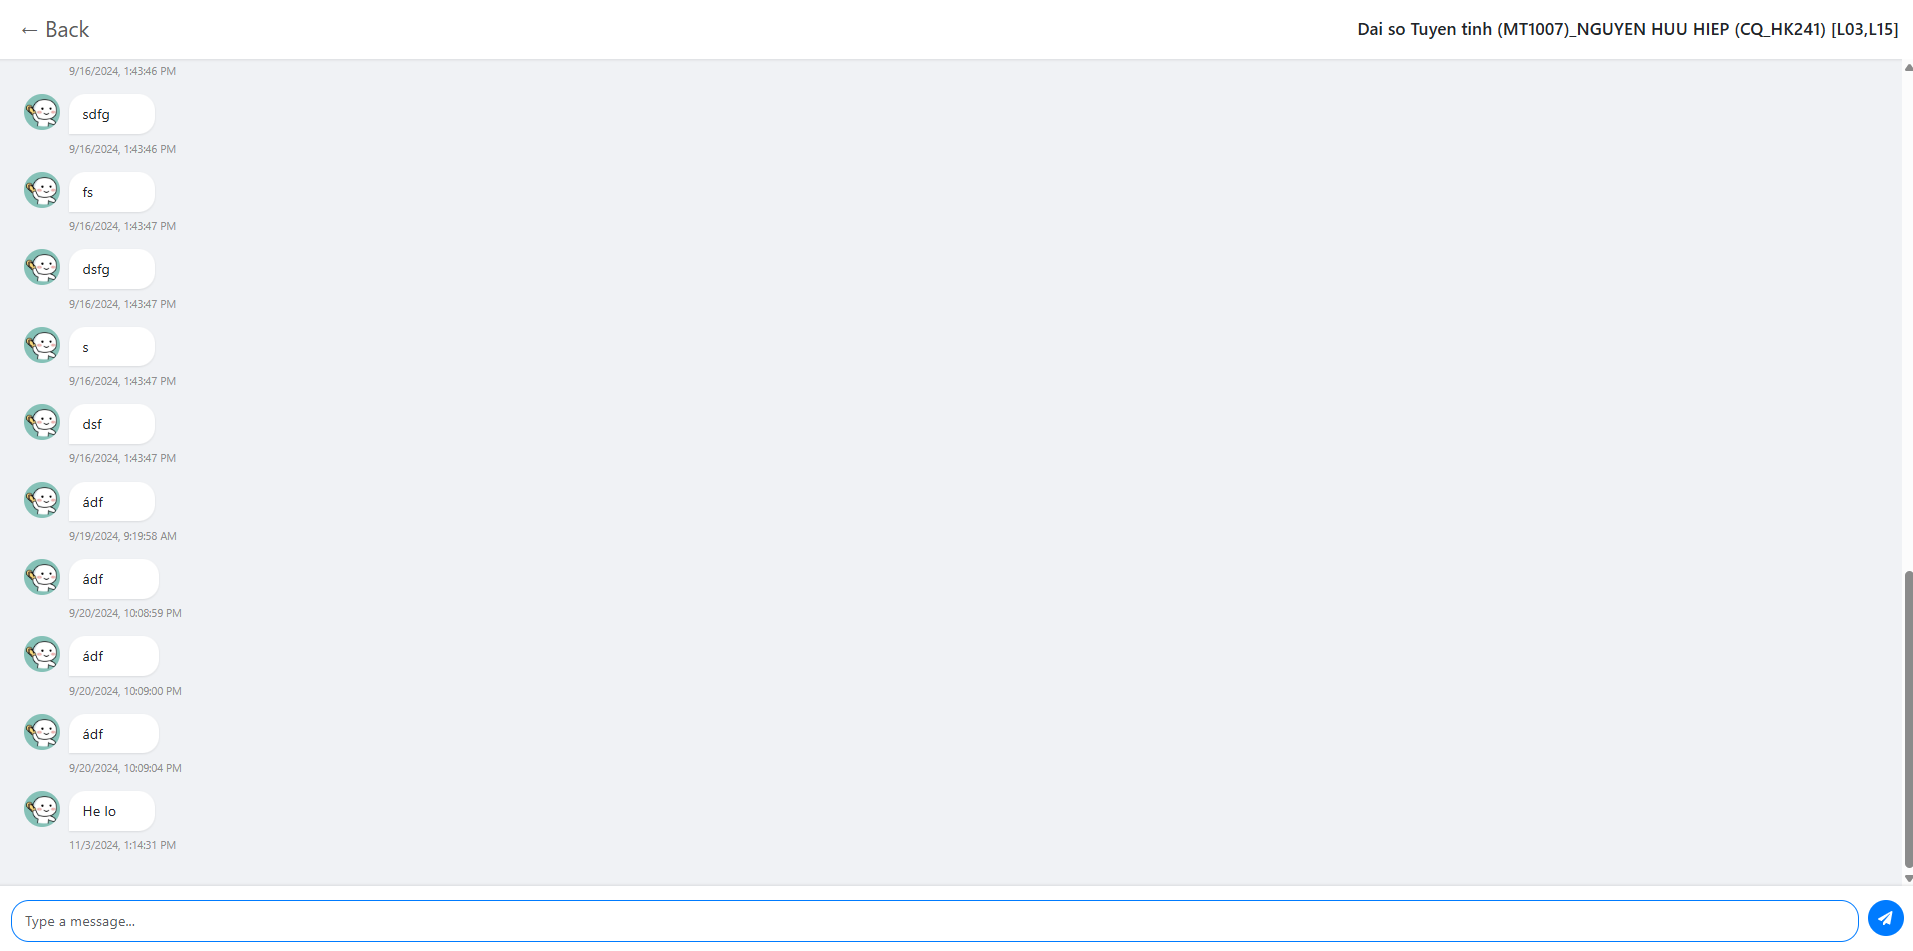 ← Back
Dai so Tuyen tinh (MT1007)_NGUYEN HUU HIEP (CQ_HK241) [L03,L15]
9/16/2024, 1:43:46 PM
sdfg
9/16/2024, 1:43:46 PM
fs
9/16/2024, 1:43:47 PM
dsfg
9/16/2024, 1:43:47 PM
s
9/16/2024, 1:43:47 PM
dsf
9/16/2024, 1:43:47 PM
ádf
9/19/2024, 9:19:58 AM
ádf
9/20/2024, 10:08:59 PM
ádf
9/20/2024, 10:09:00 PM
ádf
9/20/2024, 10:09:04 PM
He lo
11/3/2024, 1:14:31 PM
Type a message...